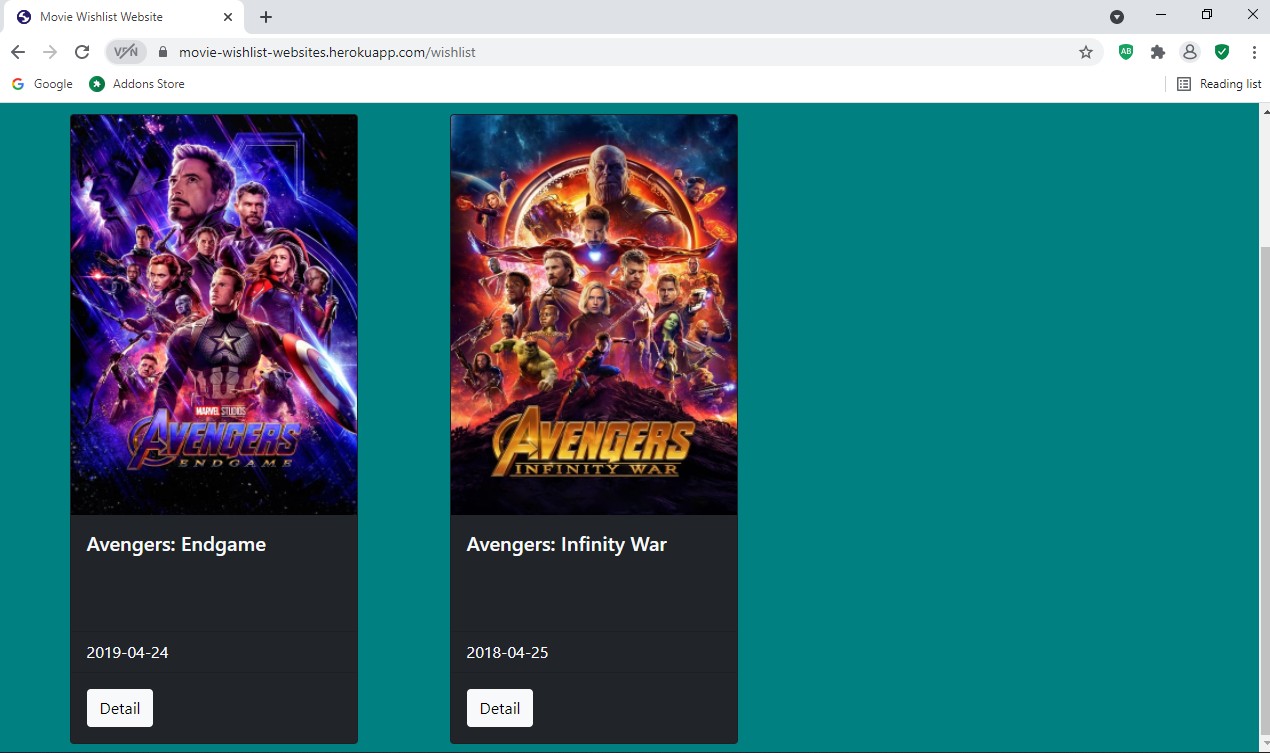 Movie Wishlist Website
VPN
movie-wishlist-websites.herokuapp.com/wishlist
AB
Google
Addons Store
Reading list
MARVEL STUDIOS
AVENGERS
ENDGAME
AVENGERS
INFINITY WAR
Avengers: Endgame
Avengers: Infinity War
2019-04-24
2018-04-25
Detail
Detail